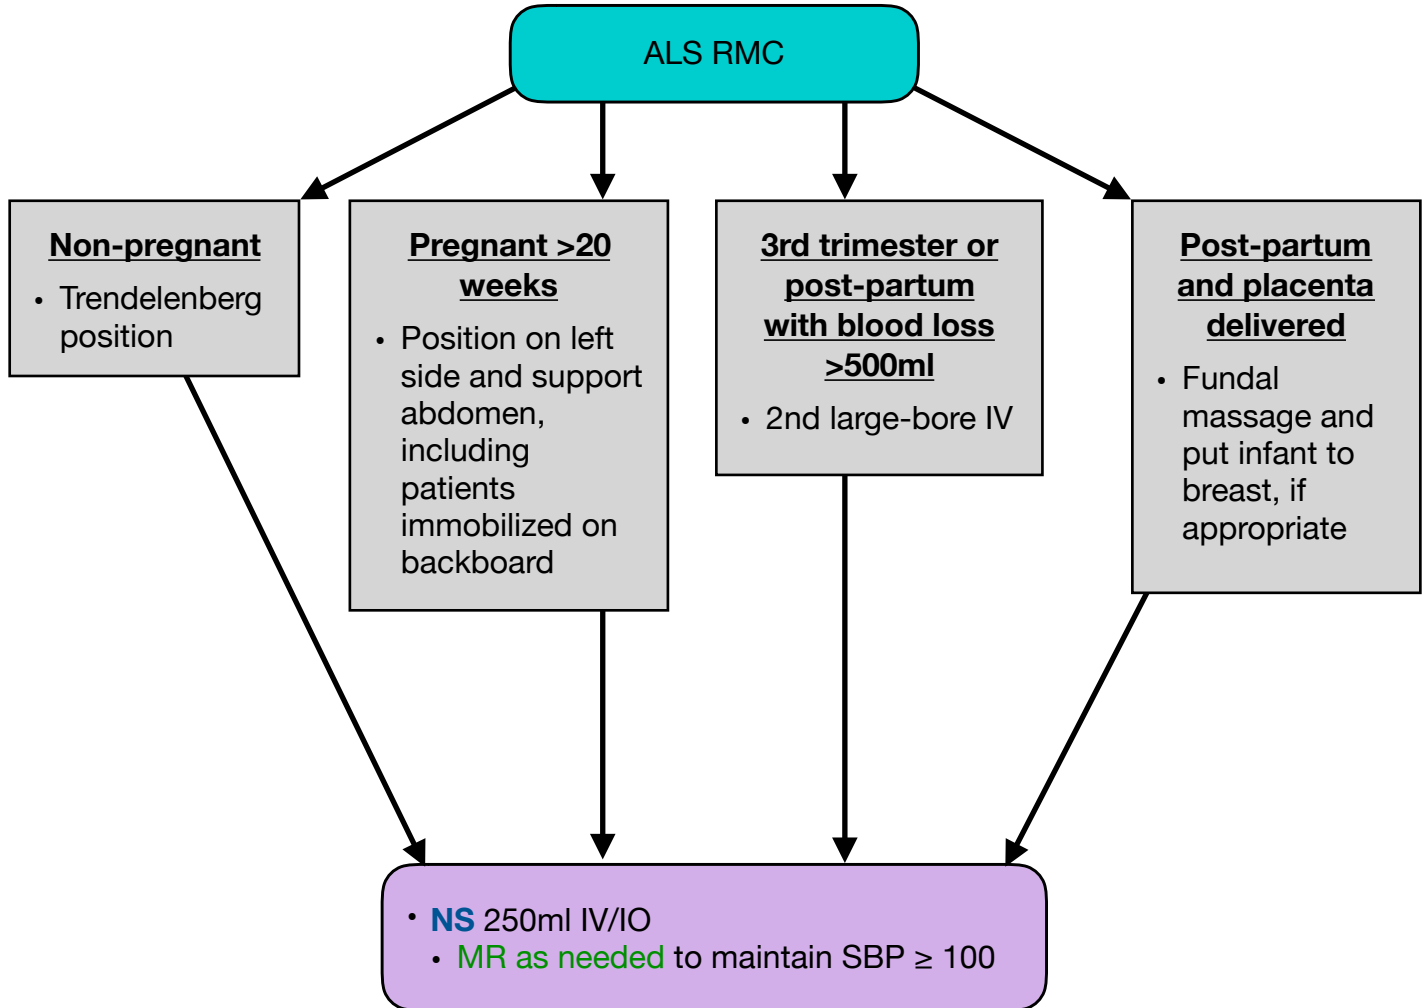 ALS RMC
Non-pregnant
• Trendelenberg
position
Pregnant >20
weeks
• Position on left
side and support
abdomen,
including
patients
immobilized on
backboard
3rd trimester or
post-partum
with blood loss
>500ml
• 2nd large-bore IV
Post-partum
and placenta
delivered
• Fundal
massage and
put infant to
breast, if
appropriate
• NS 250ml IV/IO
• MR as needed to maintain SBP ≥ 100